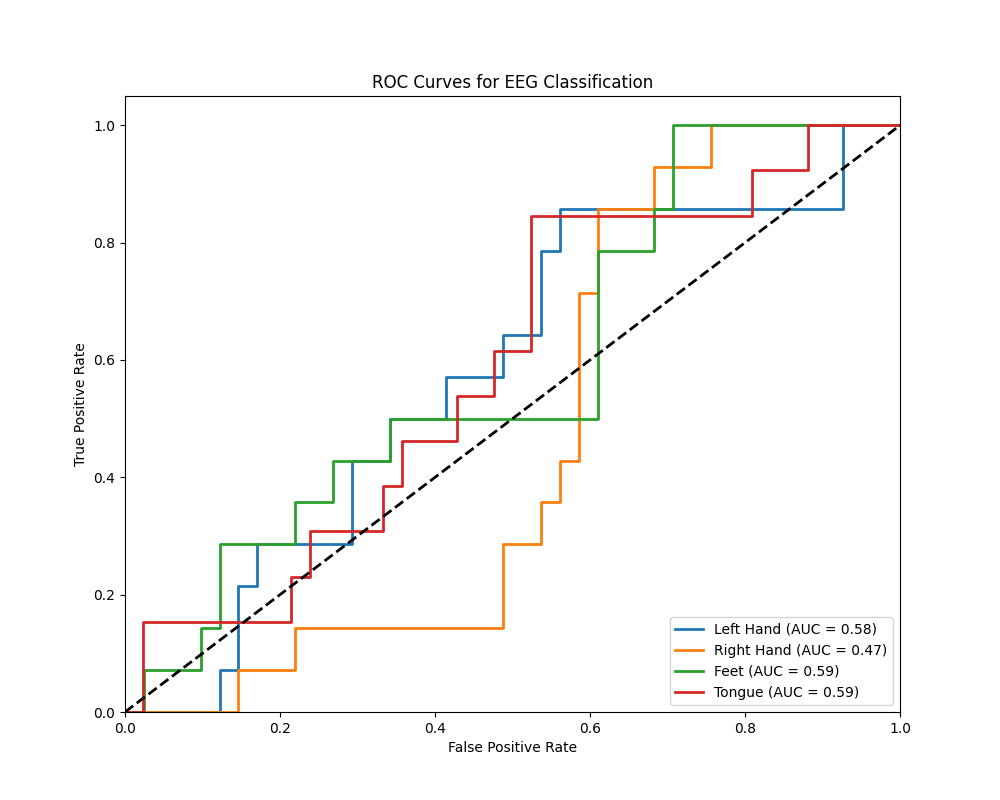 ROC Curves for EEG Classification
True Positive Rate
1.0
0.8
0.6
0.4
0.2
0.0
0.0 0.2 0.4 0.6 0.8 1.0
False Positive Rate
Left Hand (AUC = 0.58)
Right Hand (AUC = 0.47)
Feet (AUC = 0.59)
Tongue (AUC = 0.59)